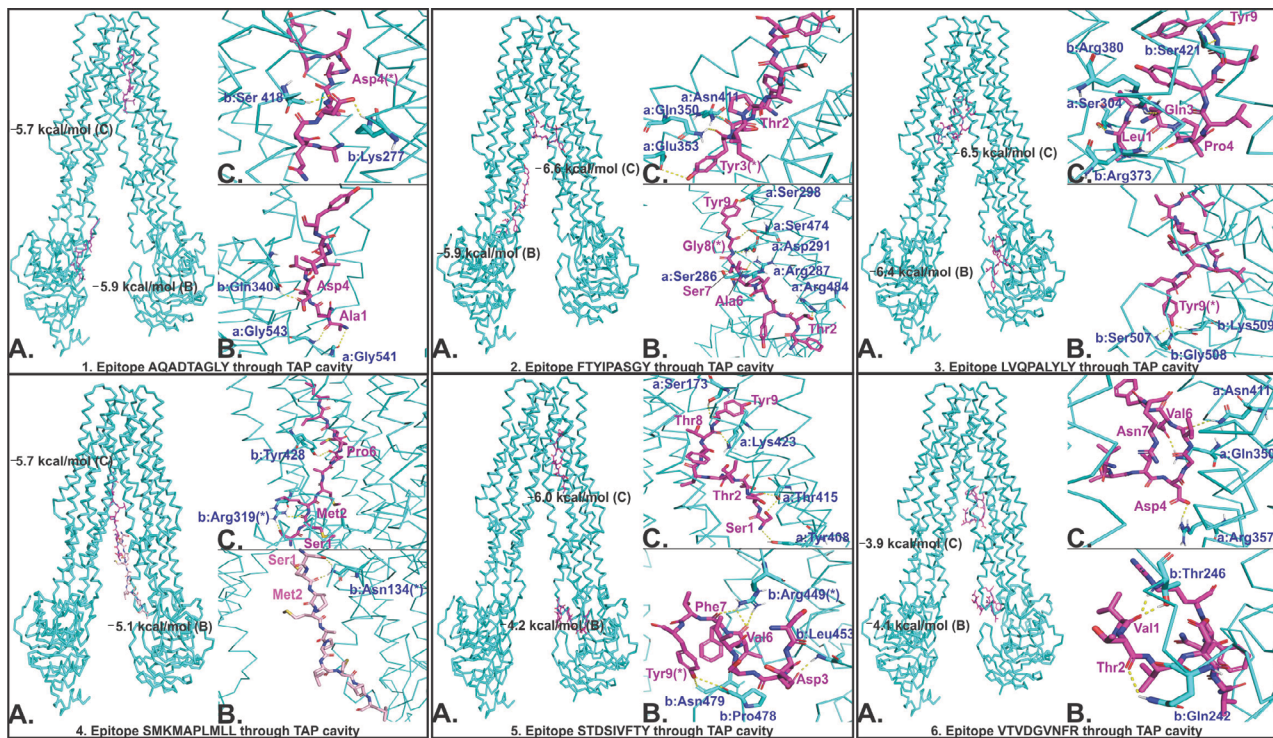 −5.7 kcal/mol (C)
−5.9 kcal/mol (B)
A.
Asp4(*)
b:Ser 418
b:Lys277
C.
b:Gln340
Asp4
Ala1
a:Gly543
a:Gly541
B.
1. Epitope AQADTAGLY through TAP cavity
−6.6 kcal/mol (C)
−5.9 kcal/mol (B)
A.
a:Asn411
a:Gln350
Thr2
a:Glu353
Tyr3(*)
C.
Tyr9
a:Ser298
a:Ser474
Gly8(*)
a:Asp291
a:Ser286
a:Arg287
Ser7
a:Arg484
Ala6
Thr2
B.
2. Epitope FTYIPASGY through TAP cavity
−6.5 kcal/mol (C)
−6.4 kcal/mol (B)
A.
Tyr9
b:Arg380
b:Ser421
a:Ser304
Gln3
Leu1
Pro4
b:Arg373
C.
Tyr9(*)
b:Lys509
b:Ser507
b:Gly508
B.
3. Epitope LVQPALYLY through TAP cavity
−5.7 kcal/mol (C)
−5.1 kcal/mol (B)
A.
b:Tyr428
Pro6
Met2
b:Arg319(*)
Ser1
C.
Ser1
b:Asn134(*)
Met2
B.
4. Epitope SMKMAPLMLL through TAP cavity
−6.0 kcal/mol (C)
−4.2 kcal/mol (B)
A.
a:Ser173
Tyr9
Thr8
a:Lys423
Thr2
a:Thr415
Ser1
a:Tyr408
C.
b:Arg449(*)
Phe7
b:Leu453
Val6
Tyr9(*)
Asp3
b:Asn479
b:Pro478
B.
5. Epitope STDSIVFTY through TAP cavity
−3.9 kcal/mol (C)
−4.1 kcal/mol (B)
A.
a:Asn411
Val6
Asn7
a:Gln350
Asp4
a:Arg357
C.
b:Thr246
Val1
Thr2
b:Gln242
B.
6. Epitope VTVDGVNFR through TAP cavity